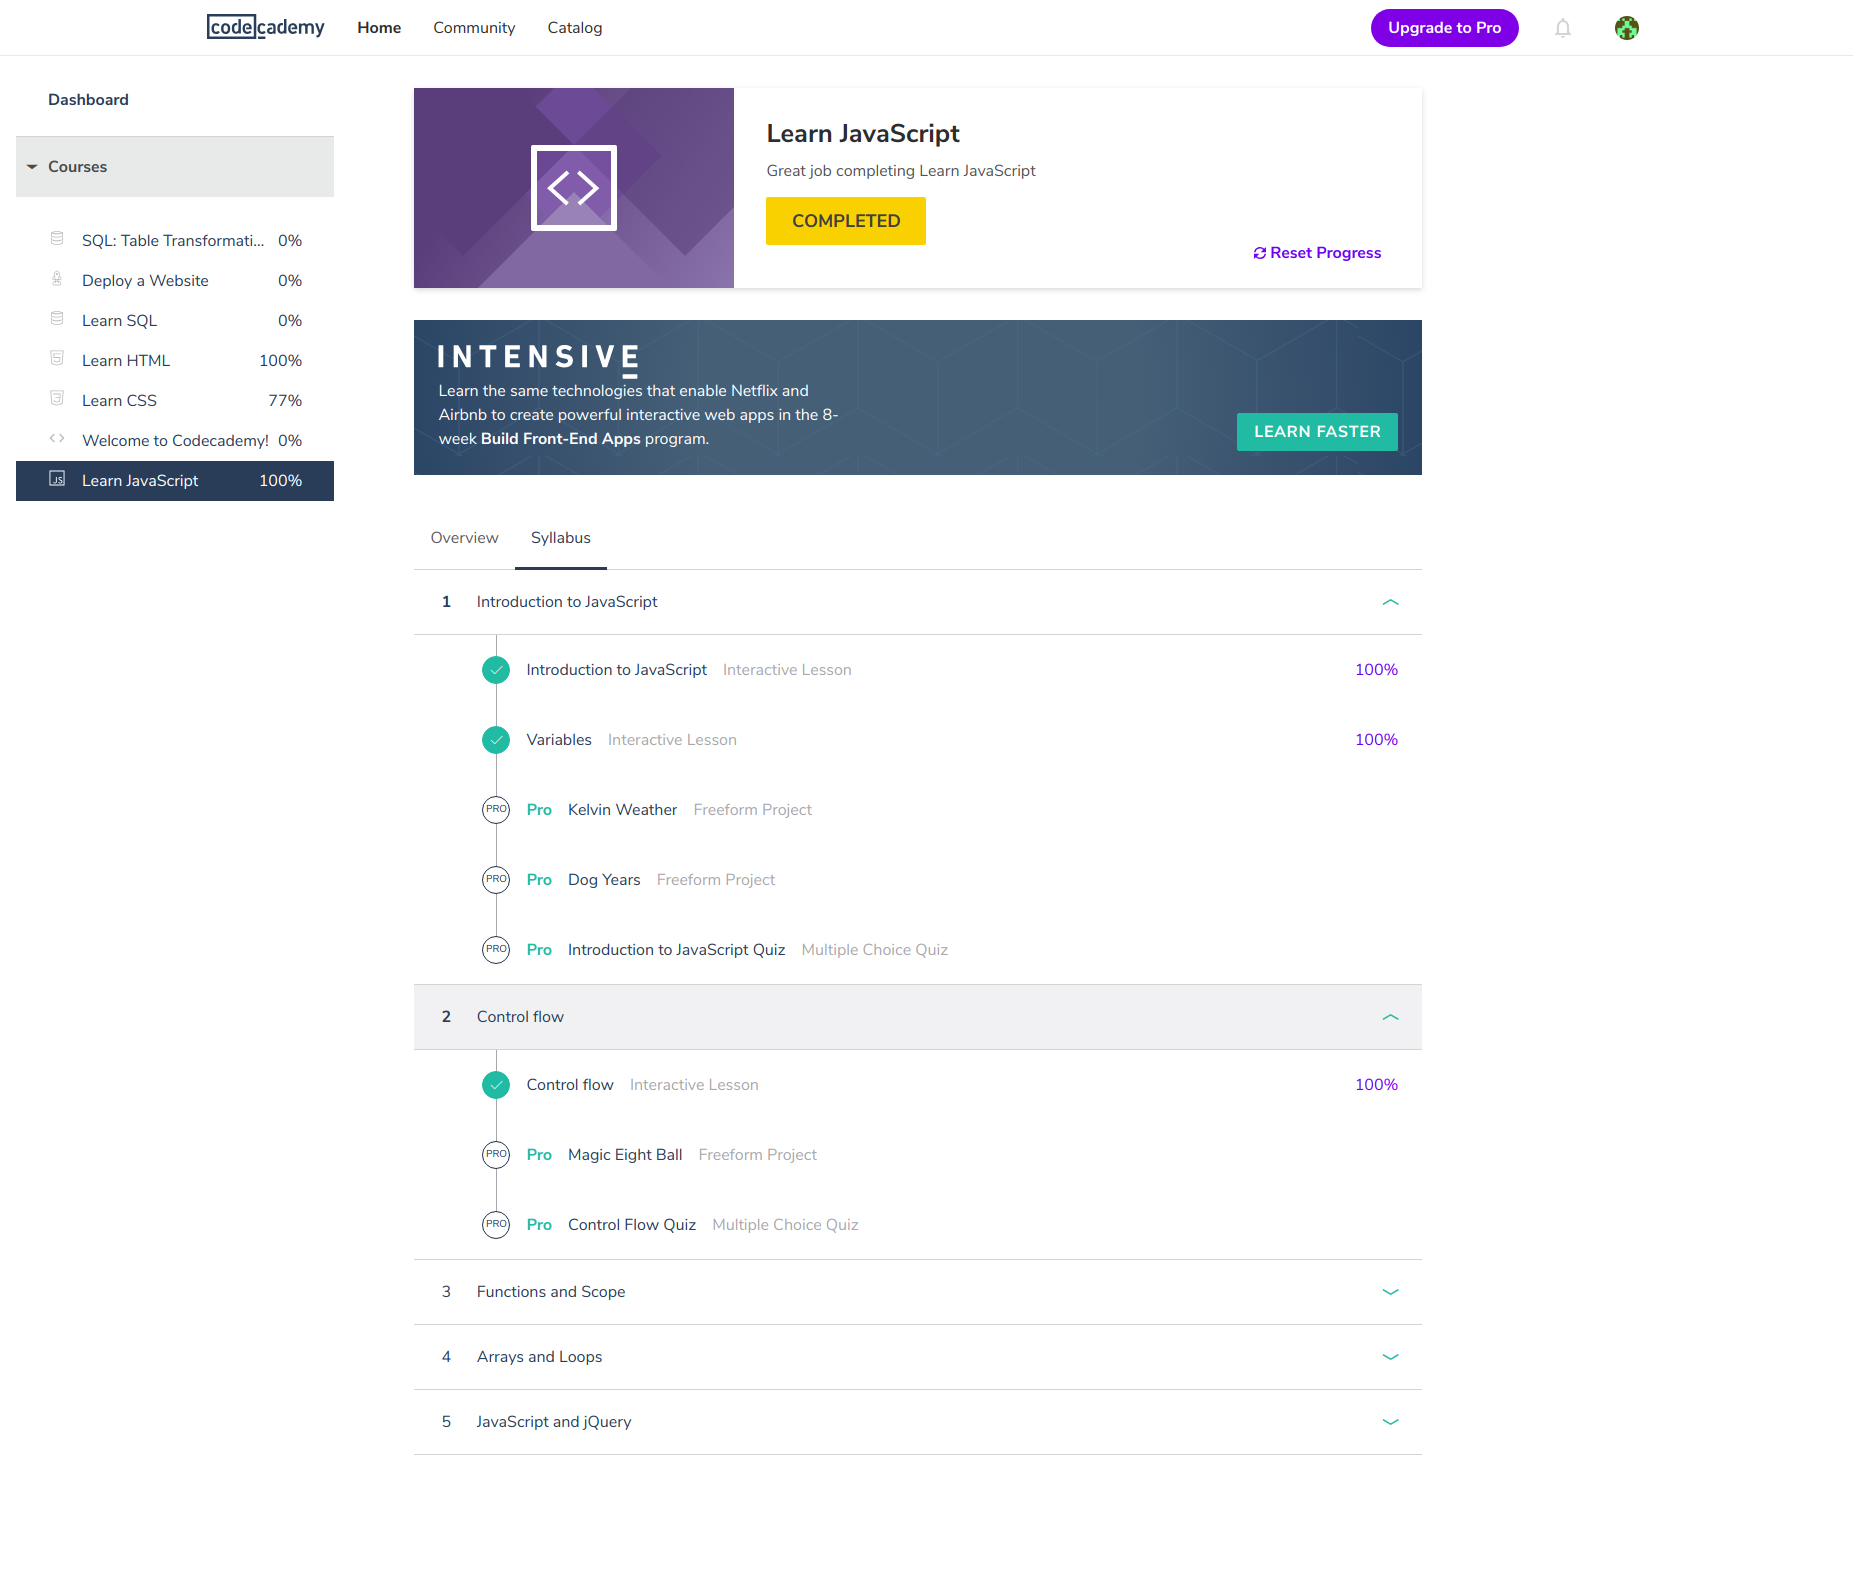 codecademy Home Community Catalog Upgrade to Pro
Dashboard
Courses
SQL: Table Transformati... 0%
Deploy a Website 0%
Learn SQL 0%
Learn HTML 100%
Learn CSS 77%
Welcome to Codecademy! 0%
JS Learn JavaScript 100%
Learn JavaScript
Great job completing Learn JavaScript
COMPLETED
Reset Progress
INTENSIVE
Learn the same technologies that enable Netflix and
Airbnb to create powerful interactive web apps in the 8-
week Build Front-End Apps program.
LEARN FASTER
Overview Syllabus
1 Introduction to JavaScript
Introduction to JavaScript Interactive Lesson 100%
Variables Interactive Lesson 100%
PRO Pro Kelvin Weather Freeform Project
PRO Pro Dog Years Freeform Project
PRO Pro Introduction to JavaScript Quiz Multiple Choice Quiz
2 Control flow
Control flow Interactive Lesson 100%
PRO Pro Magic Eight Ball Freeform Project
PRO Pro Control Flow Quiz Multiple Choice Quiz
3 Functions and Scope
4 Arrays and Loops
5 JavaScript and jQuery